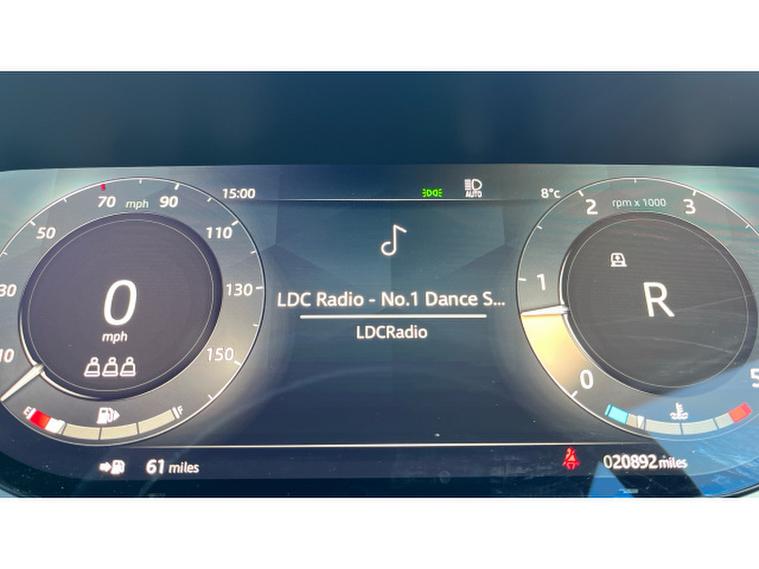 70 mph 90
15:00
AUTO
8°c
2 rpm x 1000 3
50
110
LDC Radio - No.1 Dance S...
LDCRadio
30
0
mph
130
1
R
10
150
0
5
E
F
61 miles
020892 miles